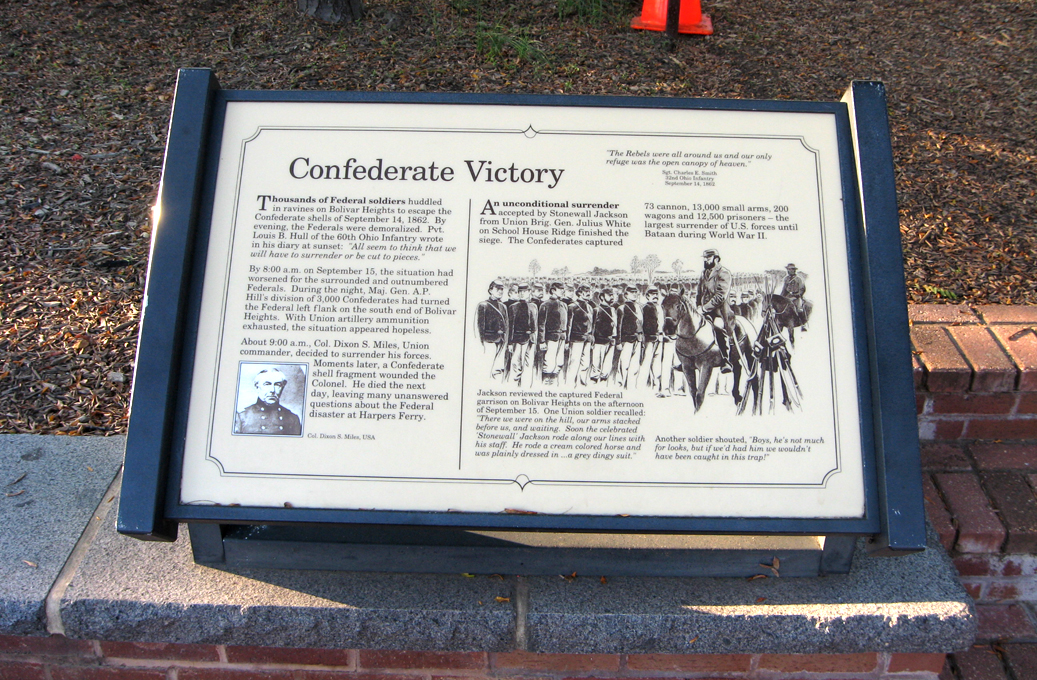 Confederate Victory
"The Rebels were all around us and our only
refuge was the open canopy of heaven."
Sgt. Charles E. Smith
32nd Ohio Infantry
September 14, 1862
Thousands of Federal soldiers huddled
in ravines on Bolivar Heights to escape the
Confederate shells of September 14, 1862. By
evening, the Federals were demoralized. Pvt.
Louis B. Hull of the 60th Ohio Infantry wrote
in his diary at sunset: "All seem to think that we
will have to surrender or be cut to pieces."
By 8:00 a.m. on September 15, the situation had
worsened for the surrounded and outnumbered
Federals. During the night, Maj. Gen. A.P.
Hill's division of 3,000 Confederates had turned
the Federal left flank on the south end of Bolivar
Heights. With Union artillery ammunition
exhausted, the situation appeared hopeless.
About 9:00 a.m., Col. Dixon S. Miles, Union
commander, decided to surrender his forces.
Moments later, a Confederate
shell fragment wounded the
Colonel. He died the next
day, leaving many unanswered
questions about the Federal
disaster at Harpers Ferry.
Col. Dixon S. Miles, USA
An unconditional surrender
accepted by Stonewall Jackson
from Union Brig. Gen. Julius White
on School House Ridge finished the
siege. The Confederates captured
73 cannon, 13,000 small arms, 200
wagons and 12,500 prisoners – the
largest surrender of U.S. forces until
Bataan during World War II.
Jackson reviewed the captured Federal
garrison on Bolivar Heights on the afternoon
of September 15. One Union soldier recalled:
"There we were on the hill, our arms stacked
before us, and waiting. Soon the celebrated
'Stonewall' Jackson rode along our lines with
his staff. He rode a cream colored horse and
was plainly dressed in ...a grey dingy suit."
Another soldier shouted, "Boys, he's not much
for looks, but if we'd had him we wouldn't
have been caught in this trap!"